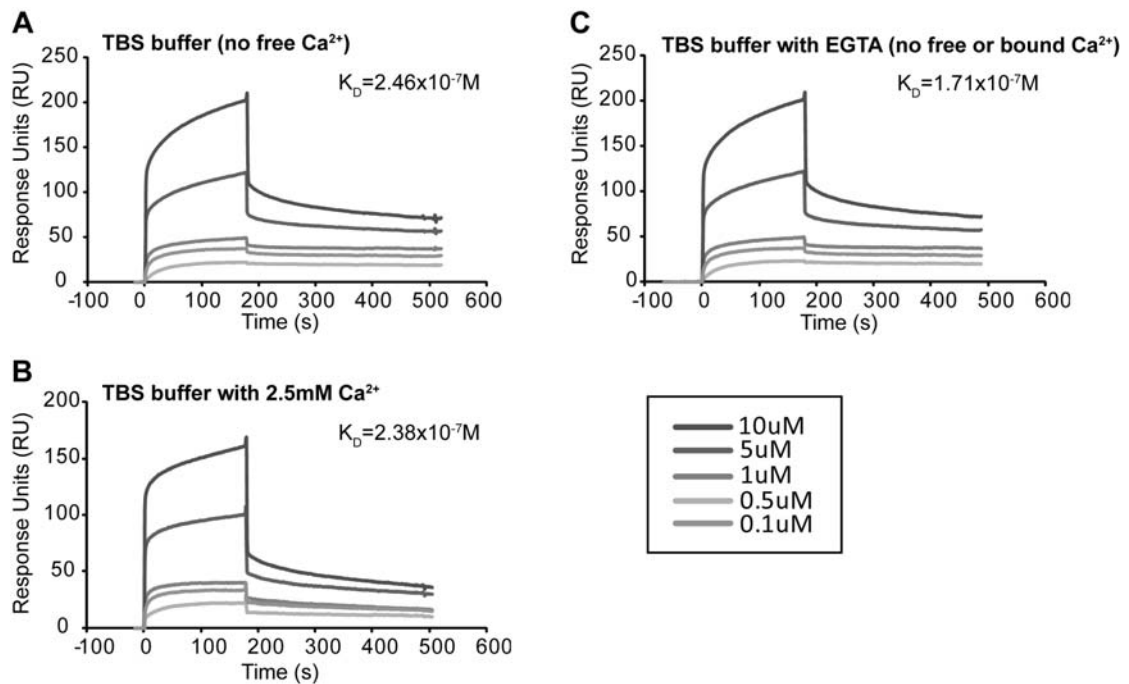 A
TBS buffer (no free Ca²⁺)
K_D=2.46x10⁻⁷M
Response Units (RU)
250
200
150
100
50
0
-100 0 100 200 300 400 500 600
Time (s)
C
TBS buffer with EGTA (no free or bound Ca²⁺)
K_D=1.71x10⁻⁷M
Response Units (RU)
250
200
150
100
50
0
-100 0 100 200 300 400 500 600
Time (s)
B
TBS buffer with 2.5mM Ca²⁺
K_D=2.38x10⁻⁷M
Response Units (RU)
200
150
100
50
0
-100 0 100 200 300 400 500 600
Time (s)
10uM
5uM
1uM
0.5uM
0.1uM